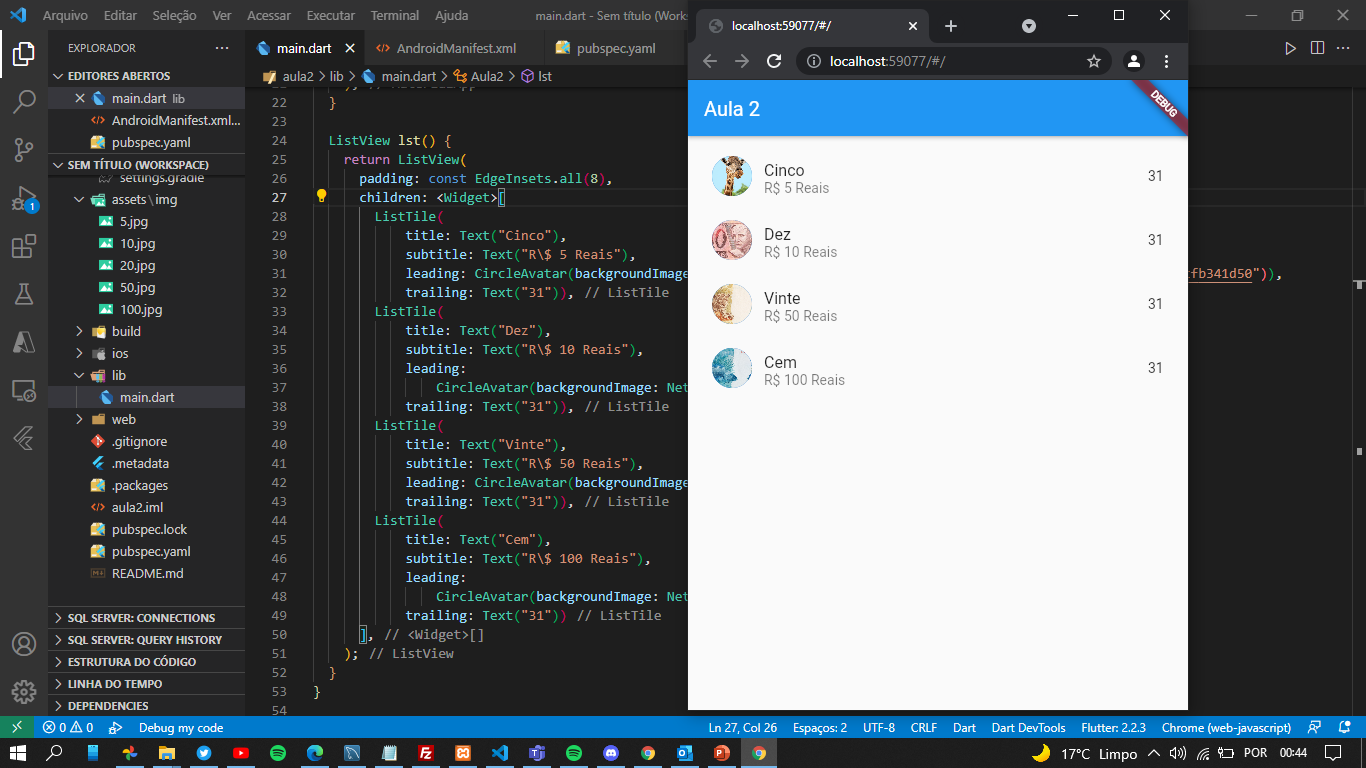 Arquivo Editar Seleção Ver Acessar Executar Terminal Ajuda main.dart - Sem título (Works
EXPLORADOR
EDITORES ABERTOS
main.dart lib
AndroidManifest.xml...
pubspec.yaml
SEM TÍTULO (WORKSPACE)
settings.gradle
assets\img
5.jpg
10.jpg
20.jpg
50.jpg
100.jpg
build
ios
lib
main.dart
web
.gitignore
.metadata
.packages
aula2.iml
pubspec.lock
pubspec.yaml
README.md
SQL SERVER: CONNECTIONS
SQL SERVER: QUERY HISTORY
ESTRUTURA DO CÓDIGO
LINHA DO TEMPO
DEPENDENCIES
1
main.dart AndroidManifest.xml pubspec.yaml
aula2 > lib > main.dart > Aula2 > lst
22 }
23
24 ListView lst() {
25 return ListView(
26 padding: const EdgeInsets.all(8),
27 children: <Widget>[
28 ListTile(
29 title: Text("Cinco"),
30 subtitle: Text("R\$ 5 Reais"),
31 leading: CircleAvatar(backgroundImage fb341d50")),
32 trailing: Text("31")), // ListTile
33 ListTile(
34 title: Text("Dez"),
35 subtitle: Text("R\$ 10 Reais"),
36 leading:
37 CircleAvatar(backgroundImage: Net
38 trailing: Text("31")), // ListTile
39 ListTile(
40 title: Text("Vinte"),
41 subtitle: Text("R\$ 50 Reais"),
42 leading: CircleAvatar(backgroundImage
43 trailing: Text("31")), // ListTile
44 ListTile(
45 title: Text("Cem"),
46 subtitle: Text("R\$ 100 Reais"),
47 leading:
48 CircleAvatar(backgroundImage: Net
49 trailing: Text("31")) // ListTile
50 ], // <Widget>[]
51 ); // ListView
52 }
53 }
54
localhost:59077/#/
localhost:59077/#/
Aula 2
DEBUG
Cinco 31
R$ 5 Reais
Dez 31
R$ 10 Reais
Vinte 31
R$ 50 Reais
Cem 31
R$ 100 Reais
0 0 Debug my code Ln 27, Col 26 Espaços: 2 UTF-8 CRLF Dart Dart DevTools Flutter: 2.2.3 Chrome (web-javascript)
17°C Limpo POR 00:44